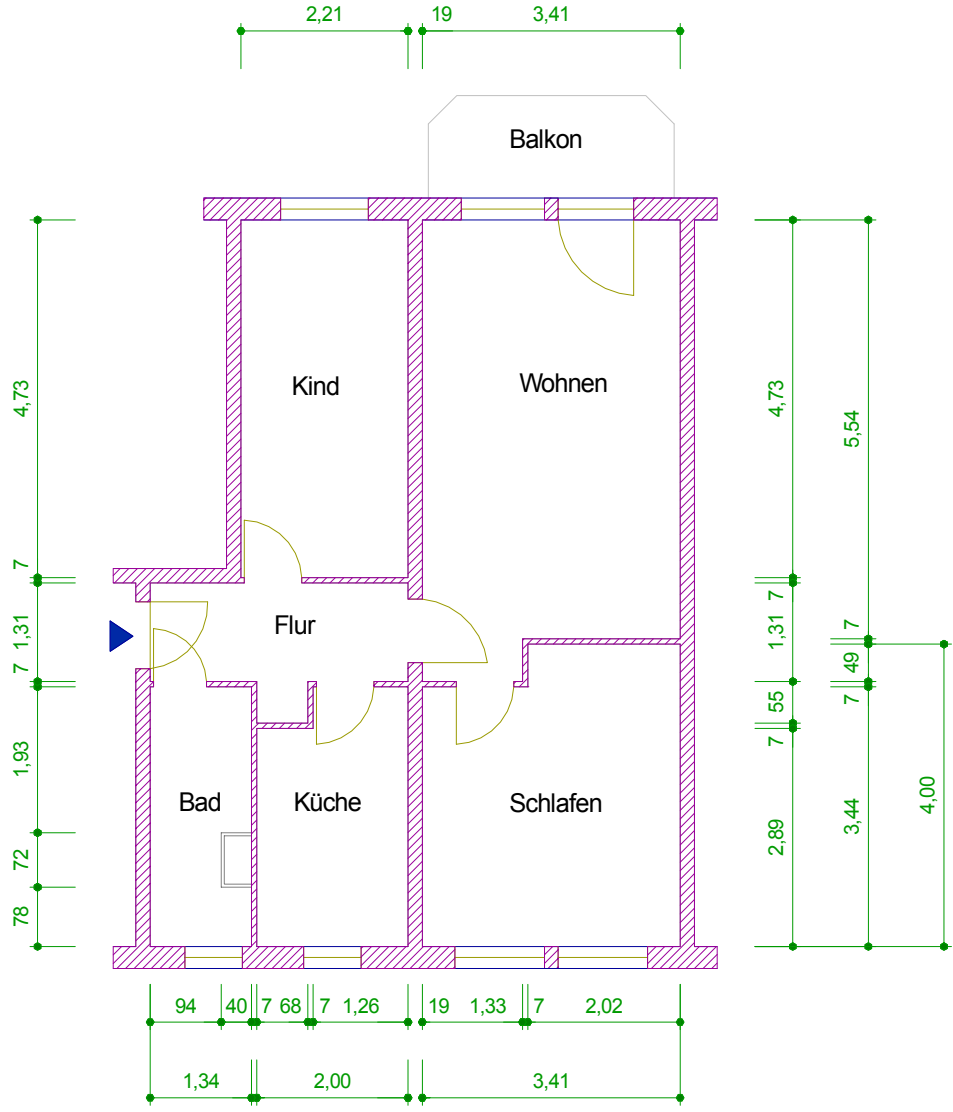 2,21 19 3,41
Balkon
4,73
4,73
5,54
Kind
Wohnen
7
7
1,31
1,31
7
Flur
7
49
7
55
7
1,93
Bad
Küche
Schlafen
4,00
3,44
2,89
7
72
78
94 40 7 68 7 1,26 19 1,33 7 2,02
1,34 2,00 3,41